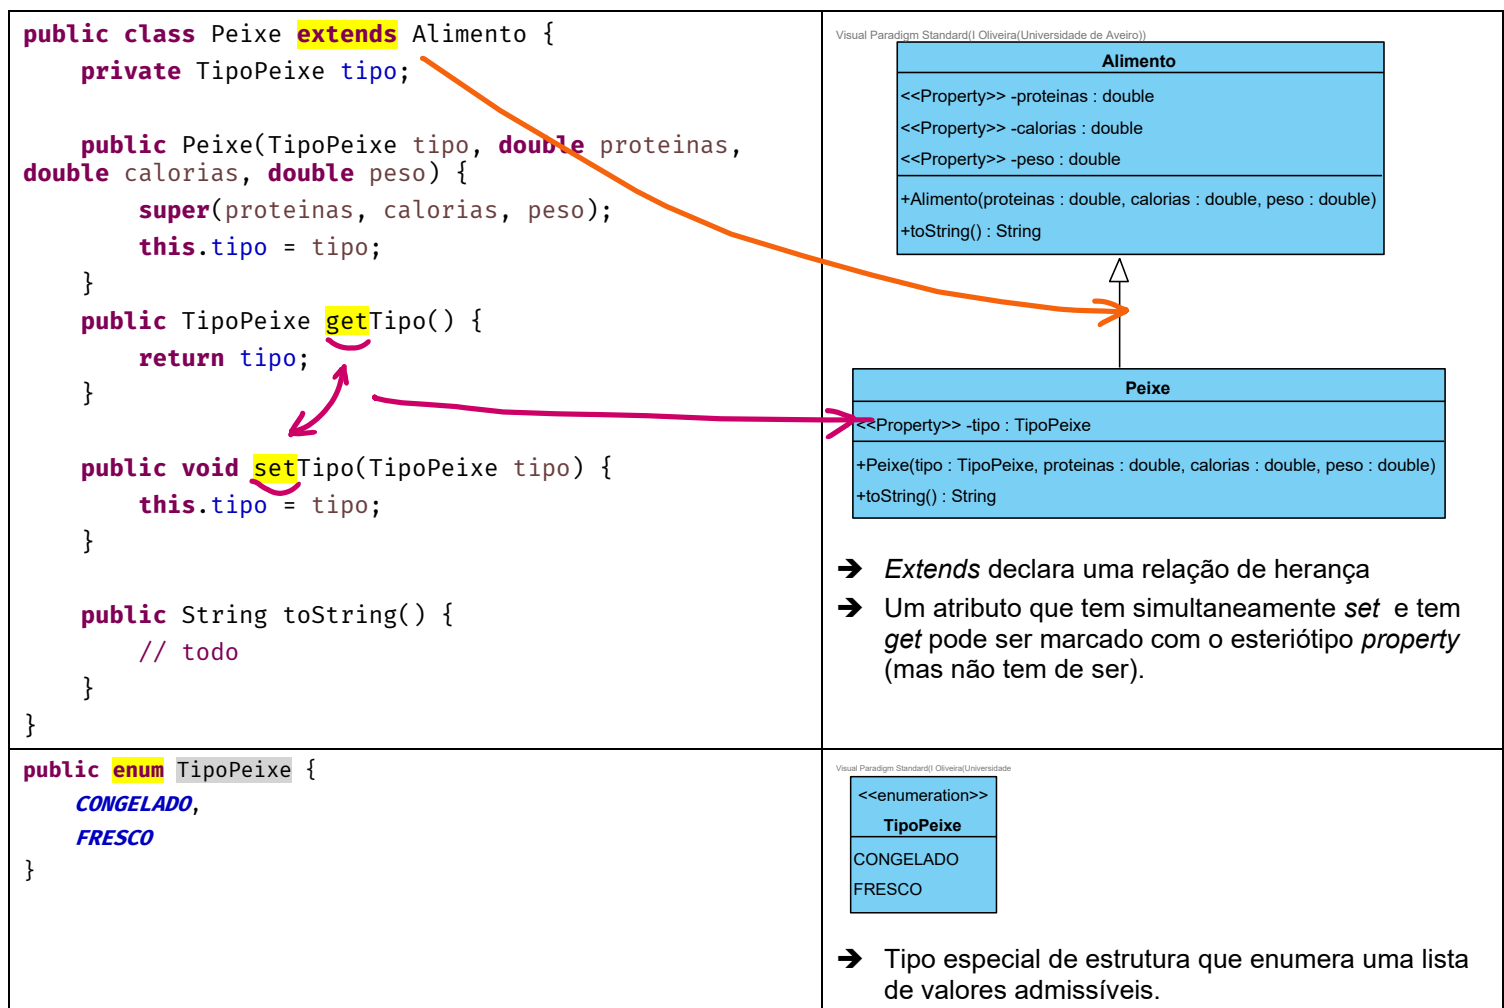 public class Peixe extends Alimento {
private TipoPeixe tipo;
public Peixe(TipoPeixe tipo, double proteinas,
double calorias, double peso) {
super(proteinas, calorias, peso);
this.tipo = tipo;
}
public TipoPeixe getTipo() {
return tipo;
}
public void setTipo(TipoPeixe tipo) {
this.tipo = tipo;
}
public String toString() {
// todo
}
}
Visual Paradigm Standard(I Oliveira(Universidade de Aveiro))
Alimento
<<Property>> -proteinas : double
<<Property>> -calorias : double
<<Property>> -peso : double
+Alimento(proteinas : double, calorias : double, peso : double)
+toString() : String
Peixe
<<Property>> -tipo : TipoPeixe
+Peixe(tipo : TipoPeixe, proteinas : double, calorias : double, peso : double)
+toString() : String
➔ Extends declara uma relação de herança
➔ Um atributo que tem simultaneamente set e tem
get pode ser marcado com o esteriótipo property
(mas não tem de ser).
public enum TipoPeixe {
CONGELADO,
FRESCO
}
Visual Paradigm Standard(I Oliveira(Universidade
<<enumeration>>
TipoPeixe
CONGELADO
FRESCO
➔ Tipo especial de estrutura que enumera uma lista
de valores admissíveis.